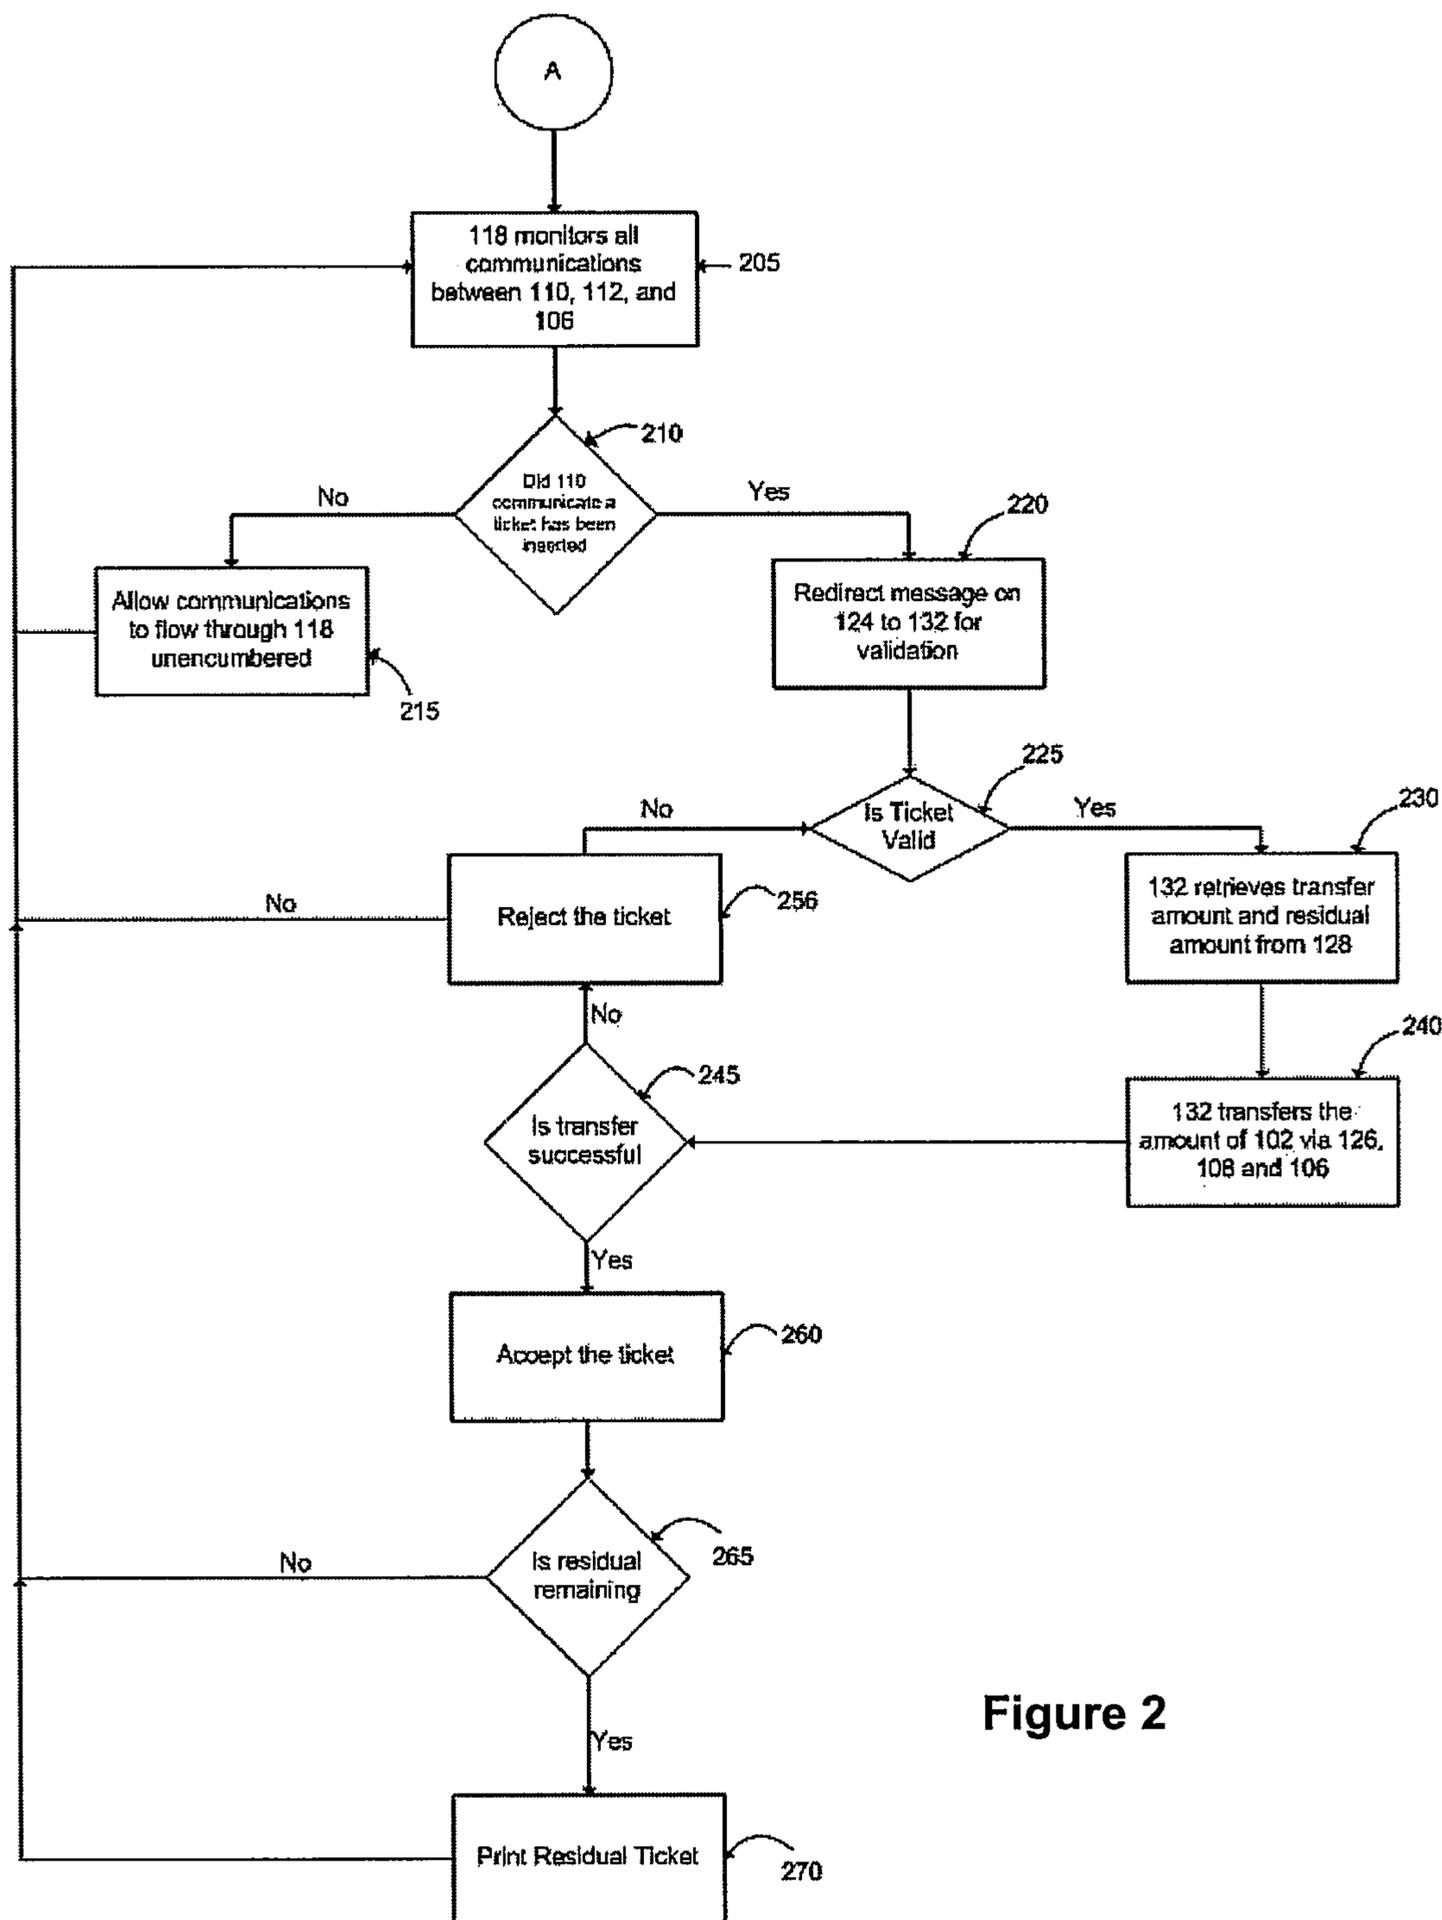 A
118 monitors all
communications
between 110, 112, and
106
205
210
Did 110
communicate a
ticket has been
inserted
No
Yes
220
Allow communications
to flow through 118
unencumbered
215
Redirect message on
124 to 132 for
validation
225
Is Ticket
Valid
No
Yes
230
132 retrieves transfer
amount and residual
amount from 128
Reject the ticket
256
No
No
240
132 transfers the
amount of 102 via 126,
108 and 106
245
Is transfer
successful
Yes
Accept the ticket
260
Is residual
remaining
265
No
Yes
Print Residual Ticket
270
Figure 2